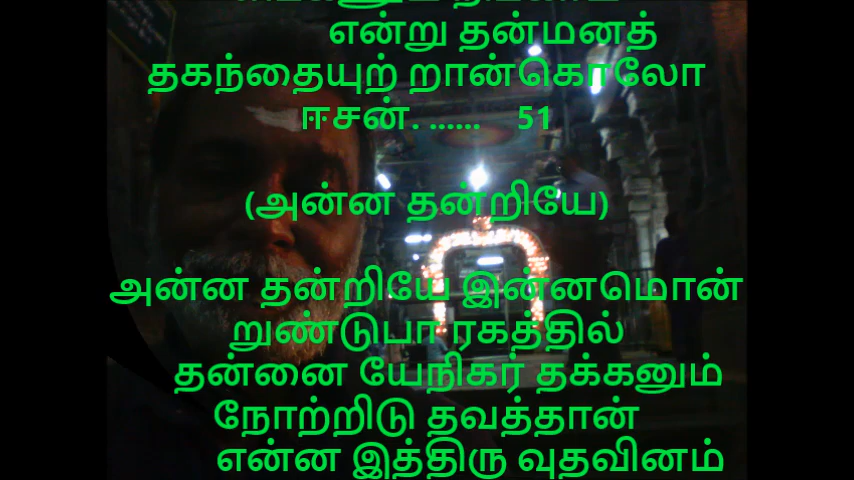 என்று தன்மனத்
தகந்தையுற் றான்கொலோ
ஈசன். ...... 51
(அன்ன தன்றியே)
அன்ன தன்றியே இன்னமொன்
றுண்டுபா ரகத்தில்
தன்னை யேநிகர் தக்கனும்
நோற்றிடு தவத்தான்
என்ன இத்திரு வுதவினம்